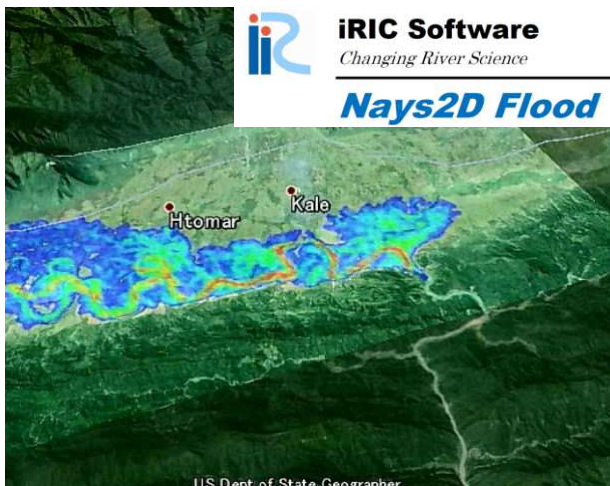 iRIC Software
Changing River Science
Nays2D Flood
Kale
Htomar
US Dept of State Geographer